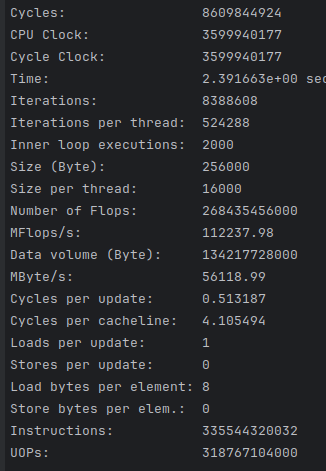 Cycles: 8609844924
CPU Clock: 3599940177
Cycle Clock: 3599940177
Time: 2.391663e+00 sec
Iterations: 8388608
Iterations per thread: 524288
Inner loop executions: 2000
Size (Byte): 256000
Size per thread: 16000
Number of Flops: 268435456000
MFlops/s: 112237.98
Data volume (Byte): 134217728000
MByte/s: 56118.99
Cycles per update: 0.513187
Cycles per cacheline: 4.105494
Loads per update: 1
Stores per update: 0
Load bytes per element: 8
Store bytes per elem.: 0
Instructions: 335544320032
UOPs: 318767104000